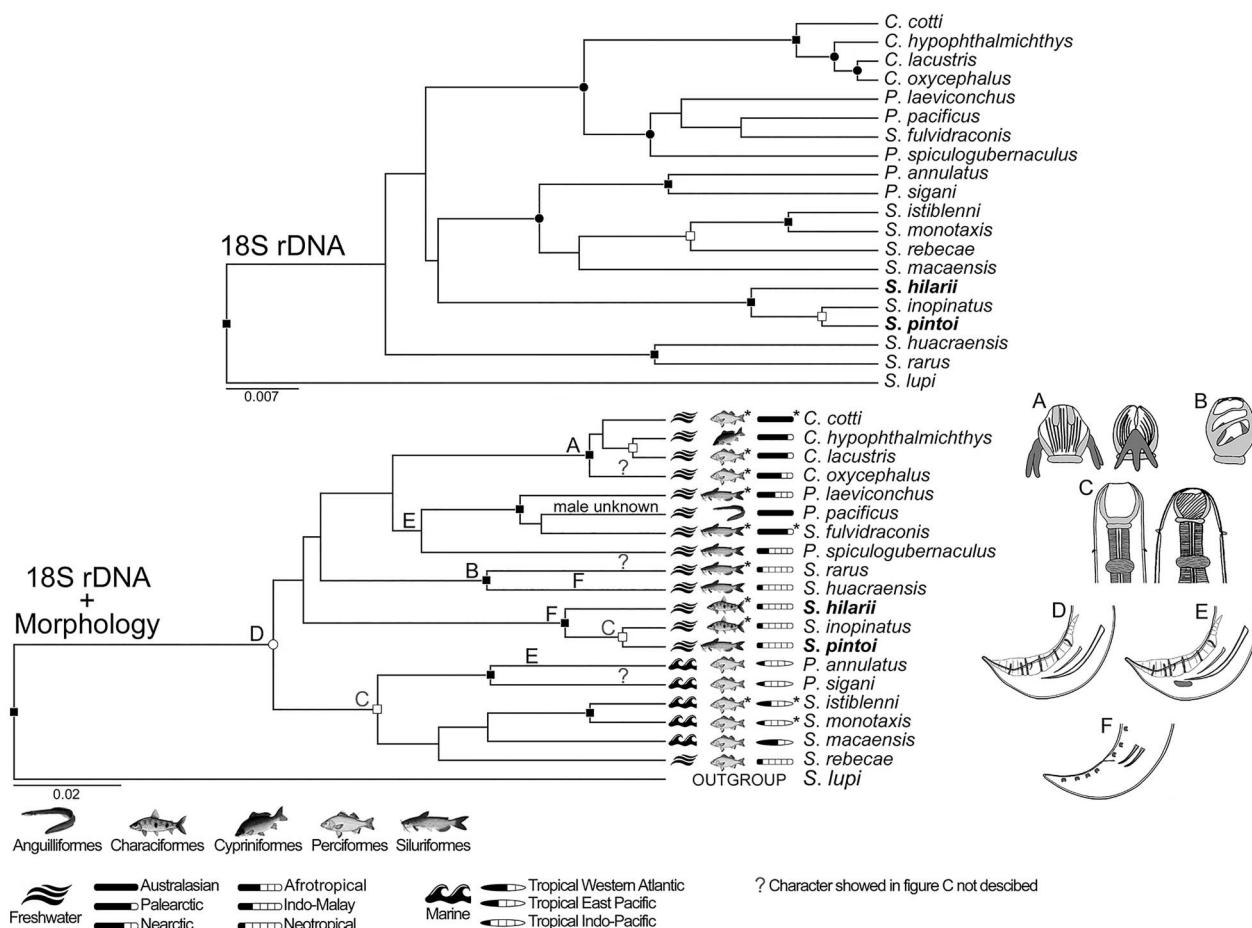 C. cotti
C. hypophthalmichthys
C. lacustris
C. oxycephalus
P. laeviconchus
P. pacificus
S. fulvidraconis
P. spiculogubernaculus
P. annulatus
P. sigani
S. istiblenni
S. monotaxis
S. rebecae
S. macaensis
S. hilarii
S. inopinatus
S. pintoi
S. huacraensis
S. rarus
S. lupi
18S rDNA
0.007
A * * C. cotti
C. hypophthalmichthys
* C. lacustris
? * C. oxycephalus
* P. laeviconchus
E male unknown P. pacificus
* * S. fulvidraconis
P. spiculogubernaculus
B ? * S. rarus
F S. huacraensis
F * S. hilarii
C * S. inopinatus
S. pintoi
E P. annulatus
? P. sigani
C * * S. istiblenni
* * S. monotaxis
S. macaensis
* S. rebecae
OUTGROUP S. lupi
18S rDNA
+
Morphology
D
0.02
A B
C
D E
F
Anguilliformes Characiformes Cypriniformes Perciformes Siluriformes
Freshwater
Australasian
Palearctic
Nearctic
Afrotropical
Indo-Malay
Neotropical
Marine
Tropical Western Atlantic
Tropical East Pacific
Tropical Indo-Pacific
? Character showed in figure C not descibed